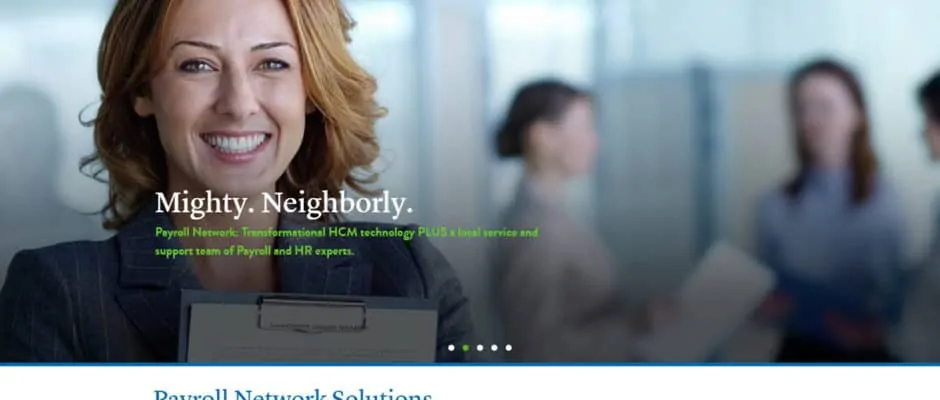 Mighty. Neighborly.
Payroll Network: Transformational HCM technology PLUS a local service and
support team of Payroll and HR experts.
Payroll Network Solutions